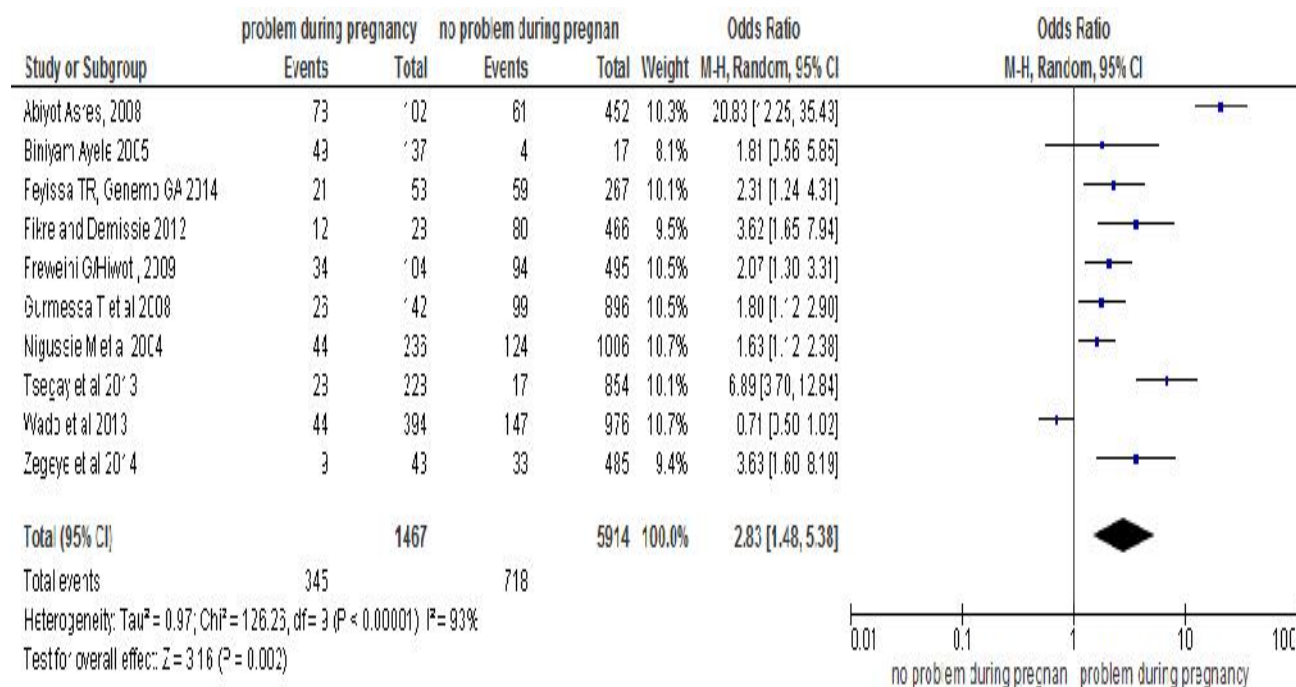 problem during pregnancy no problem during pregnan Odds Ratio Odds Ratio
Study or Subgroup Events Total Events Total Weight M-H, Random, 95% CI M-H, Random, 95% CI
Abiyot Asres, 2008 78 102 61 452 10.3% 20.83 [12.25, 35.43]
Biniyam Ayele 2005 49 137 4 17 8.1% 1.81 [0.56, 5.85]
Feyissa TR, Genemo GA 2014 21 53 59 267 10.1% 2.31 [1.24, 4.31]
Fikre and Demissie 2012 12 28 80 466 9.5% 3.62 [1.65, 7.94]
Freweini G/Hiwot, 2009 34 104 94 495 10.5% 2.07 [1.30, 3.31]
Gurmessa T et al 2008 26 142 99 896 10.5% 1.80 [1.12, 2.90]
Nigussie M et al 2004 44 236 124 1006 10.7% 1.63 [1.12, 2.38]
Tsegay et al 2013 28 228 17 854 10.1% 6.89 [3.70, 12.84]
Wado et al 2013 44 394 147 976 10.7% 0.71 [0.50, 1.02]
Zegeye et al 2014 9 43 33 485 9.4% 3.63 [1.60, 8.19]
Total (95% CI) 1467 5914 100.0% 2.83 [1.48, 5.38]
Total events 345 718
Heterogeneity: Tau² = 0.97; Chi² = 126.26, df = 9 (P < 0.00001); I² = 93%
Test for overall effect: Z = 3.16 (P = 0.002)
0.01 0.1 1 10 100
no problem during pregnan problem during pregnancy